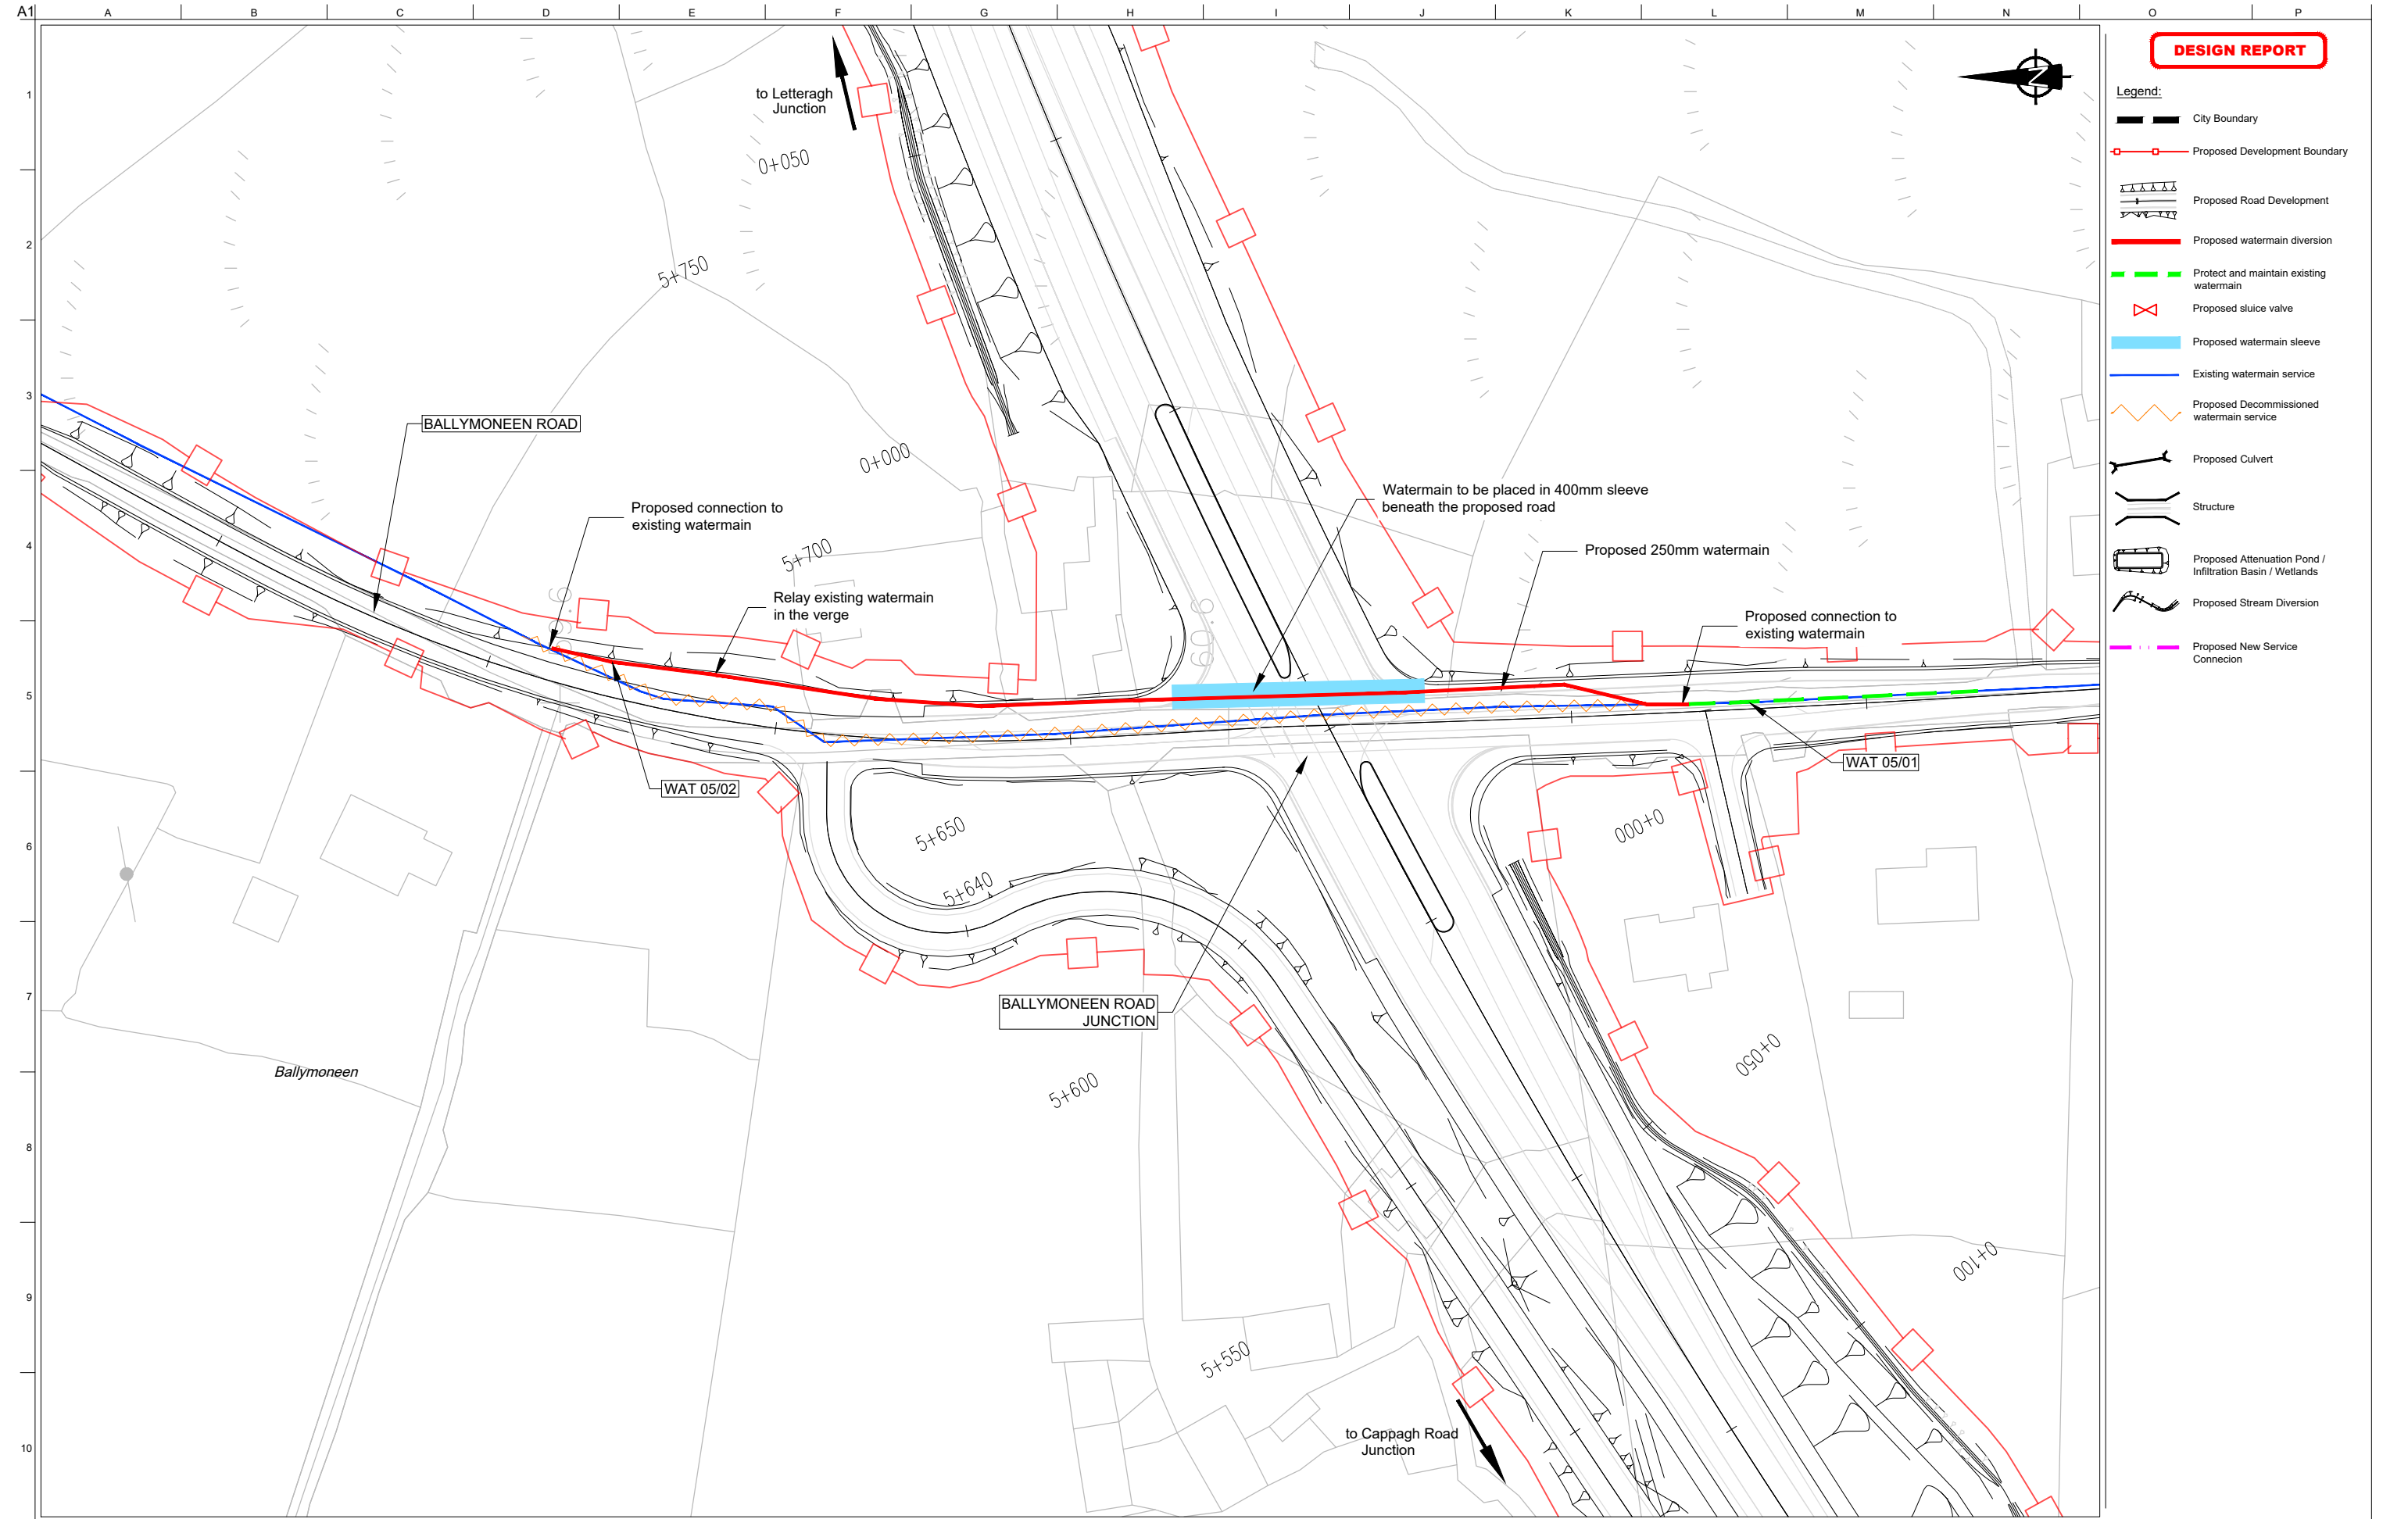 A1
A B C D E F G H I J K L M N O P
1
2
3
4
5
6
7
8
9
10
to Letteragh
Junction
0+050
5+750
BALLYMONEEN ROAD
0+000
Proposed connection to
existing watermain
5+700
Relay existing watermain
in the verge
Watermain to be placed in 400mm sleeve
beneath the proposed road
Proposed 250mm watermain
Proposed connection to
existing watermain
WAT 05/02
WAT 05/01
5+650
5+640
0+000
BALLYMONEEN ROAD
JUNCTION
0+050
Ballymoneen
5+600
0+100
5+550
to Cappagh Road
Junction
N
DESIGN REPORT
Legend:
City Boundary
Proposed Development Boundary
Proposed Road Development
Proposed watermain diversion
Protect and maintain existing
watermain
Proposed sluice valve
Proposed watermain sleeve
Existing watermain service
Proposed Decommissioned
watermain service
Proposed Culvert
Structure
Proposed Attenuation Pond /
Infiltration Basin / Wetlands
Proposed Stream Diversion
Proposed New Service
Connecion